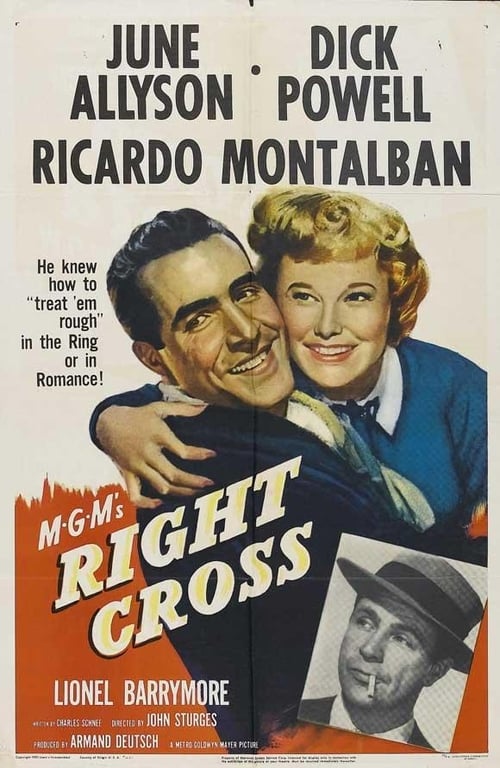 JUNE ALLYSON • DICK POWELL
RICARDO MONTALBAN
He knew
how to
"treat 'em
rough"
in the Ring
or in
Romance!
M-G-M's
RIGHT
CROSS
LIONEL BARRYMORE
WRITTEN BY CHARLES SCHNEE DIRECTED BY JOHN STURGES
PRODUCED BY ARMAND DEUTSCH A METRO GOLDWYN MAYER PICTURE